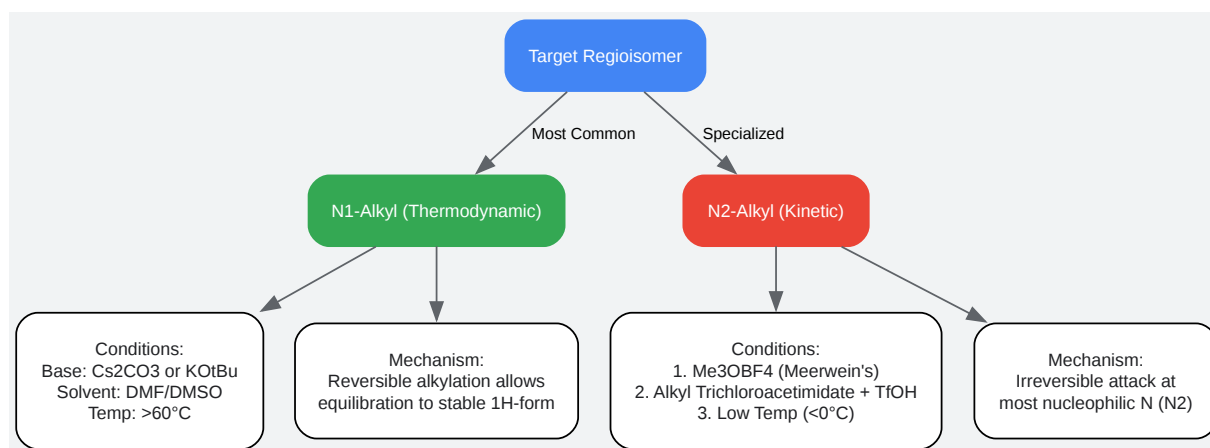 Target Regioisomer
Most Common
Specialized
N1-Alkyl (Thermodynamic)
N2-Alkyl (Kinetic)
Conditions:
Base: Cs2CO3 or KOtBu
Solvent: DMF/DMSO
Temp: >60°C
Mechanism:
Reversible alkylation allows
equilibration to stable 1H-form
Conditions:
1. Me3OBF4 (Meerwein's)
2. Alkyl Trichloroacetimidate + TfOH
3. Low Temp (<0°C)
Mechanism:
Irreversible attack at
most nucleophilic N (N2)